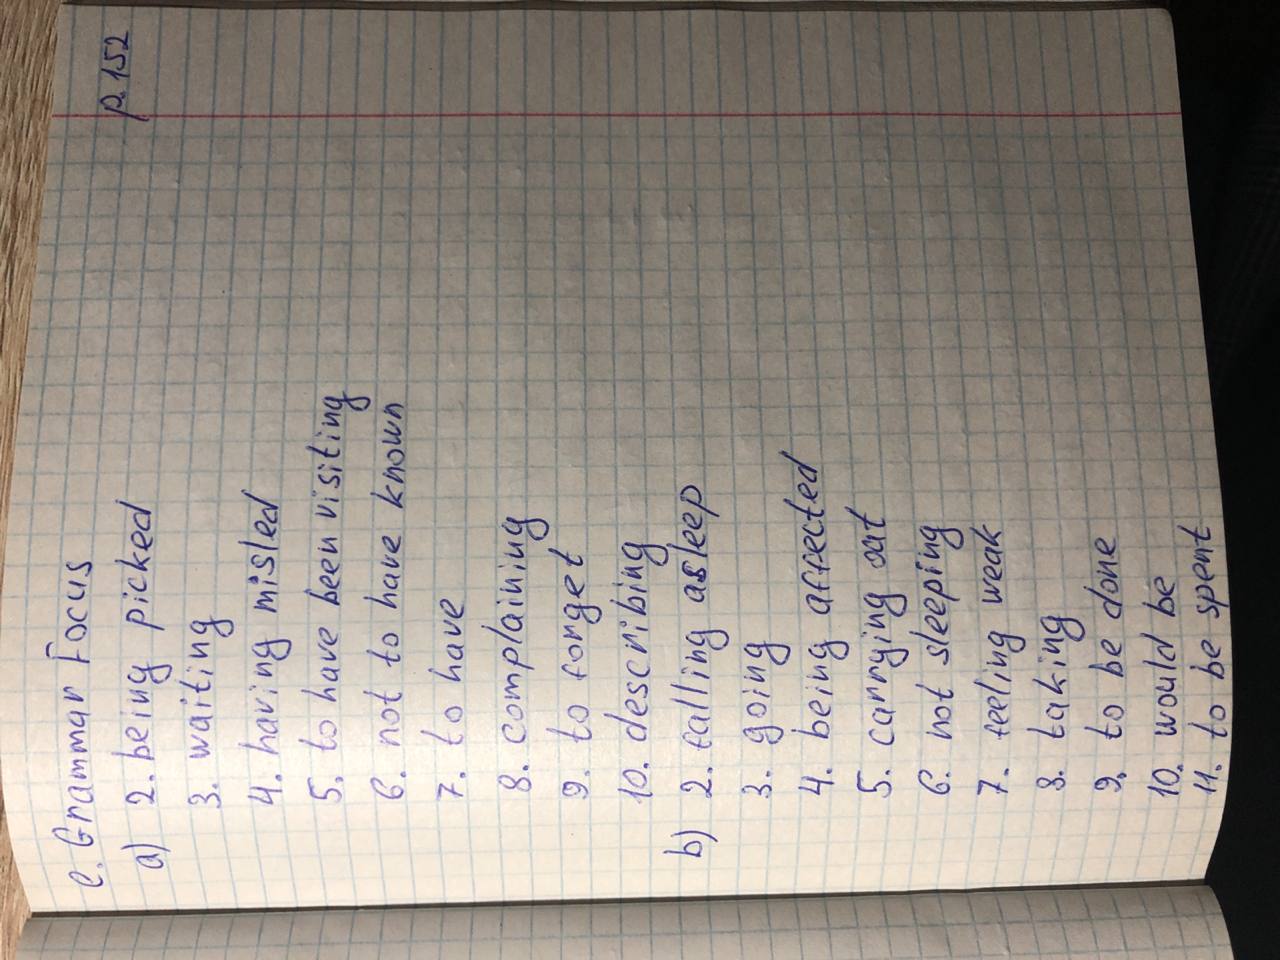 p. 152
e. Grammar Focus
a) 2. being picked
3. waiting
4. having misled
5. to have been visiting
6. not to have known
7. to have
8. complaining
9. to forget
10. describing
b) 2. falling asleep
3. going
4. being affected
5. carrying out
6. not sleeping
7. feeling weak
8. taking
9. to be done
10. would be
11. to be spent